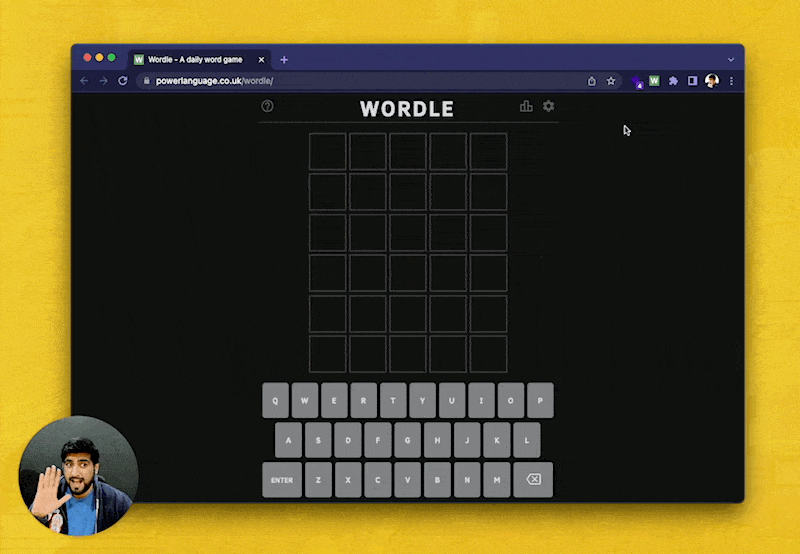 Wordle - A daily word game
powerlanguage.co.uk/wordle/
WORDLE
Q W E R T Y U I O P
A S D F G H J K L
ENTER Z X C V B N M